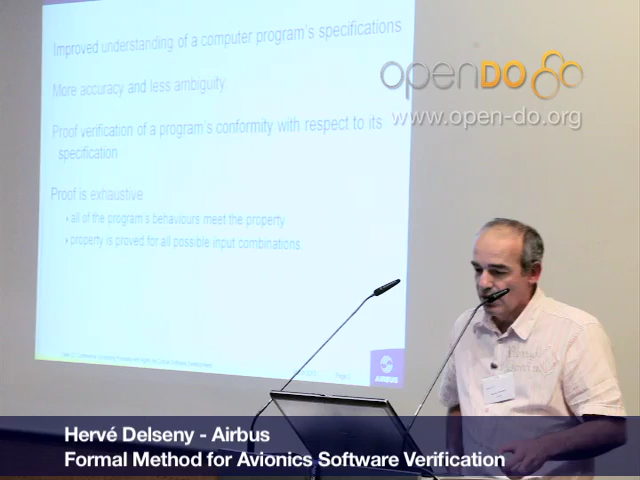 Improved understanding of a computer program's specifications
More accuracy and less ambiguity
Proof verification of a program's conformity with respect to its
specification
Proof is exhaustive
all of the program's behaviours meet the property
property is proved for all possible input combinations.
openDO
www.open-do.org
AIRBUS
Hervé Delseny - Airbus
Formal Method for Avionics Software Verification